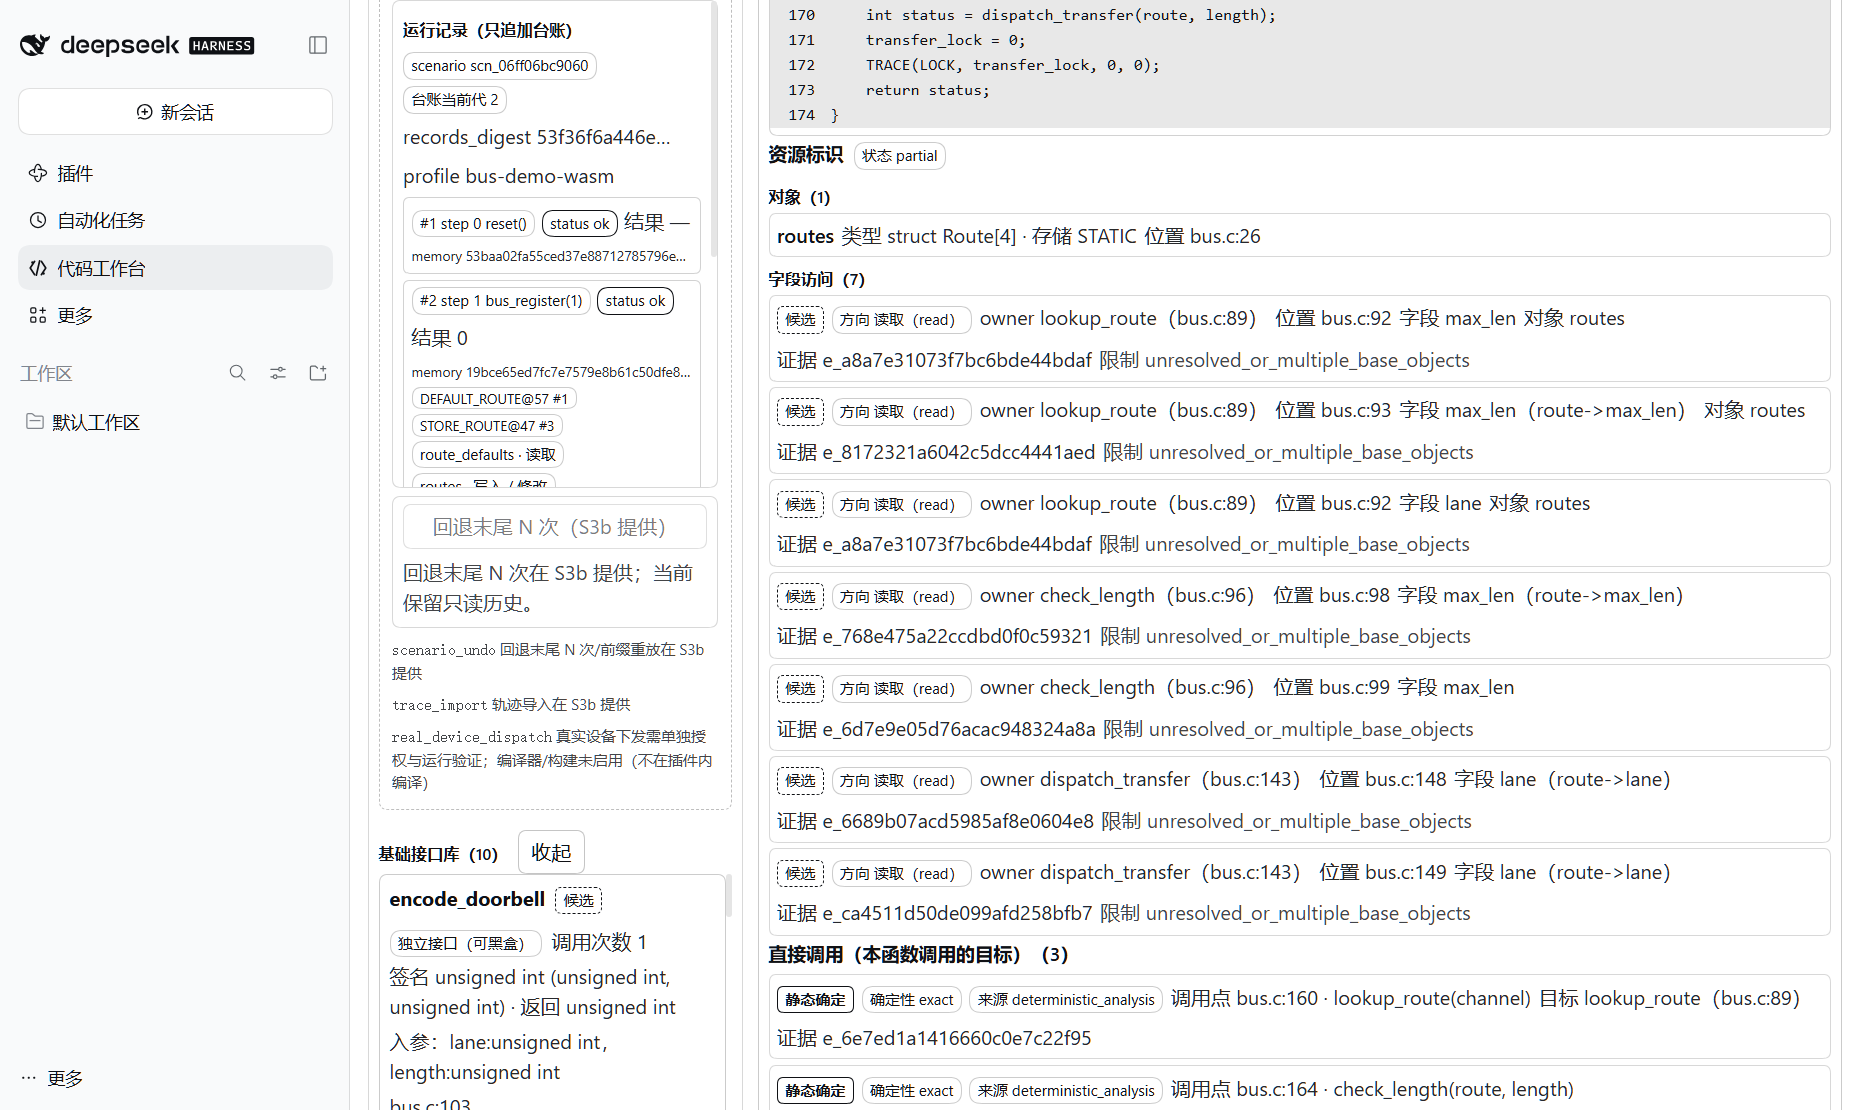 deepseek HARNESS
新会话
插件
自动化任务
代码工作台
更多
工作区
默认工作区
更多
运行记录（只追加台账）
scenario scn_06ff06bc9060
台账当前代 2
records_digest 53f36f6a446e...
profile bus-demo-wasm
#1 step 0 reset() status ok 结果 —
memory 53baa02fa55ced37e88712785796e...
#2 step 1 bus_register(1) status ok
结果 0
memory 19bce65ed7fc7e7579e8b61c50dfe8...
DEFAULT_ROUTE@57 #1
STORE_ROUTE@47 #3
route_defaults · 读取
routes · 写入 / 修改
回退末尾 N 次（S3b 提供）
回退末尾 N 次在 S3b 提供；当前
保留只读历史。
scenario_undo 回退末尾 N 次/前缀重放在 S3b
提供
trace_import 轨迹导入在 S3b 提供
real_device_dispatch 真实设备下发需单独授
权与运行验证；编译器/构建未启用（不在插件内
编译）
基础接口库（10） 收起
encode_doorbell 候选
独立接口（可黑盒） 调用次数 1
签名 unsigned int (unsigned int,
unsigned int) · 返回 unsigned int
入参：lane:unsigned int，
length:unsigned int
bus.c:103
170 int status = dispatch_transfer(route, length);
171 transfer_lock = 0;
172 TRACE(LOCK, transfer_lock, 0, 0);
173 return status;
174 }
资源标识 状态 partial
对象（1）
routes 类型 struct Route[4] · 存储 STATIC 位置 bus.c:26
字段访问（7）
候选 方向 读取（read） owner lookup_route（bus.c:89） 位置 bus.c:92 字段 max_len 对象 routes
证据 e_a8a7e31073f7bc6bde44bdaf 限制 unresolved_or_multiple_base_objects
候选 方向 读取（read） owner lookup_route（bus.c:89） 位置 bus.c:93 字段 max_len（route->max_len） 对象 routes
证据 e_8172321a6042c5dcc4441aed 限制 unresolved_or_multiple_base_objects
候选 方向 读取（read） owner lookup_route（bus.c:89） 位置 bus.c:92 字段 lane 对象 routes
证据 e_a8a7e31073f7bc6bde44bdaf 限制 unresolved_or_multiple_base_objects
候选 方向 读取（read） owner check_length（bus.c:96） 位置 bus.c:98 字段 max_len（route->max_len）
证据 e_768e475a22ccdbd0f0c59321 限制 unresolved_or_multiple_base_objects
候选 方向 读取（read） owner check_length（bus.c:96） 位置 bus.c:99 字段 max_len
证据 e_6d7e9e05d76acac948324a8a 限制 unresolved_or_multiple_base_objects
候选 方向 读取（read） owner dispatch_transfer（bus.c:143） 位置 bus.c:148 字段 lane（route->lane）
证据 e_6689b07acd5985af8e0604e8 限制 unresolved_or_multiple_base_objects
候选 方向 读取（read） owner dispatch_transfer（bus.c:143） 位置 bus.c:149 字段 lane（route->lane）
证据 e_ca4511d50de099afd258bfb7 限制 unresolved_or_multiple_base_objects
直接调用（本函数调用的目标）（3）
静态确定 确定性 exact 来源 deterministic_analysis 调用点 bus.c:160 · lookup_route(channel) 目标 lookup_route（bus.c:89）
证据 e_6e7ed1a1416660c0e7c22f95
静态确定 确定性 exact 来源 deterministic_analysis 调用点 bus.c:164 · check_length(route, length)